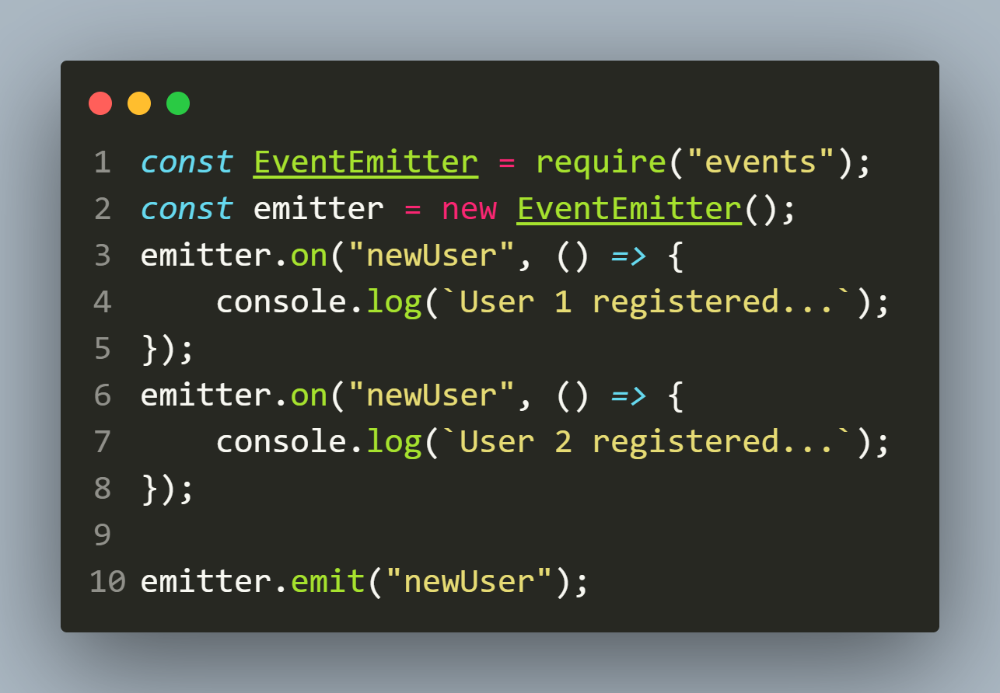 1 const EventEmitter = require("events");
2 const emitter = new EventEmitter();
3 emitter.on("newUser", () => {
4     console.log(`User 1 registered...`);
5 });
6 emitter.on("newUser", () => {
7     console.log(`User 2 registered...`);
8 });
9
10 emitter.emit("newUser");